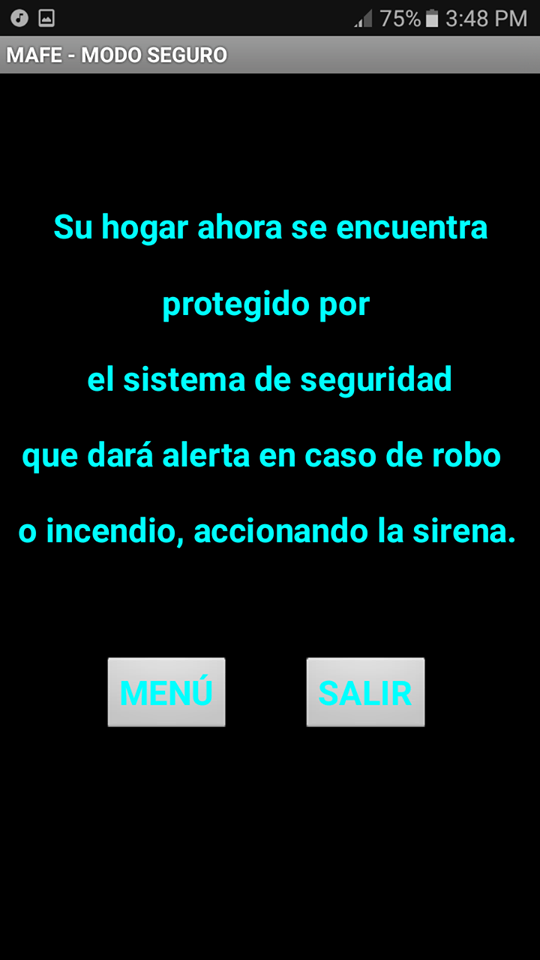 75% 3:48 PM
MAFE - MODO SEGURO
Su hogar ahora se encuentra
protegido por
el sistema de seguridad
que dará alerta en caso de robo
o incendio, accionando la sirena.
MENÚ SALIR